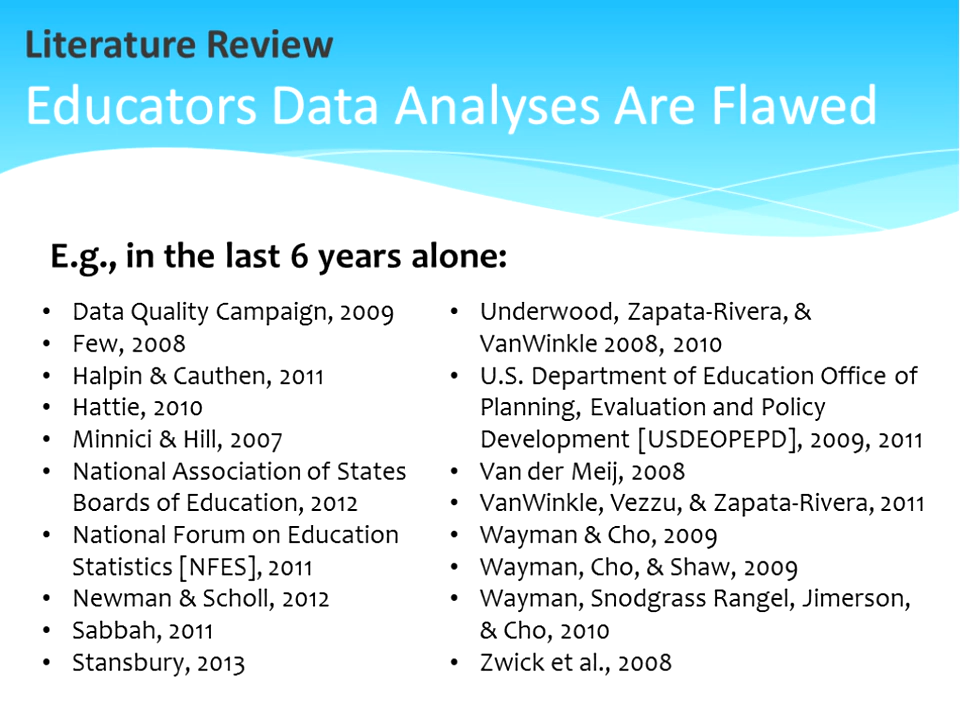 Literature Review
Educators Data Analyses Are Flawed
E.g., in the last 6 years alone:
• Data Quality Campaign, 2009
• Few, 2008
• Halpin & Cauthen, 2011
• Hattie, 2010
• Minnici & Hill, 2007
• National Association of States
Boards of Education, 2012
• National Forum on Education
Statistics [NFES], 2011
• Newman & Scholl, 2012
• Sabbah, 2011
• Stansbury, 2013
• Underwood, Zapata-Rivera, &
VanWinkle 2008, 2010
• U.S. Department of Education Office of
Planning, Evaluation and Policy
Development [USDEOPEPD], 2009, 2011
• Van der Meij, 2008
• VanWinkle, Vezzu, & Zapata-Rivera, 2011
• Wayman & Cho, 2009
• Wayman, Cho, & Shaw, 2009
• Wayman, Snodgrass Rangel, Jimerson,
& Cho, 2010
• Zwick et al., 2008